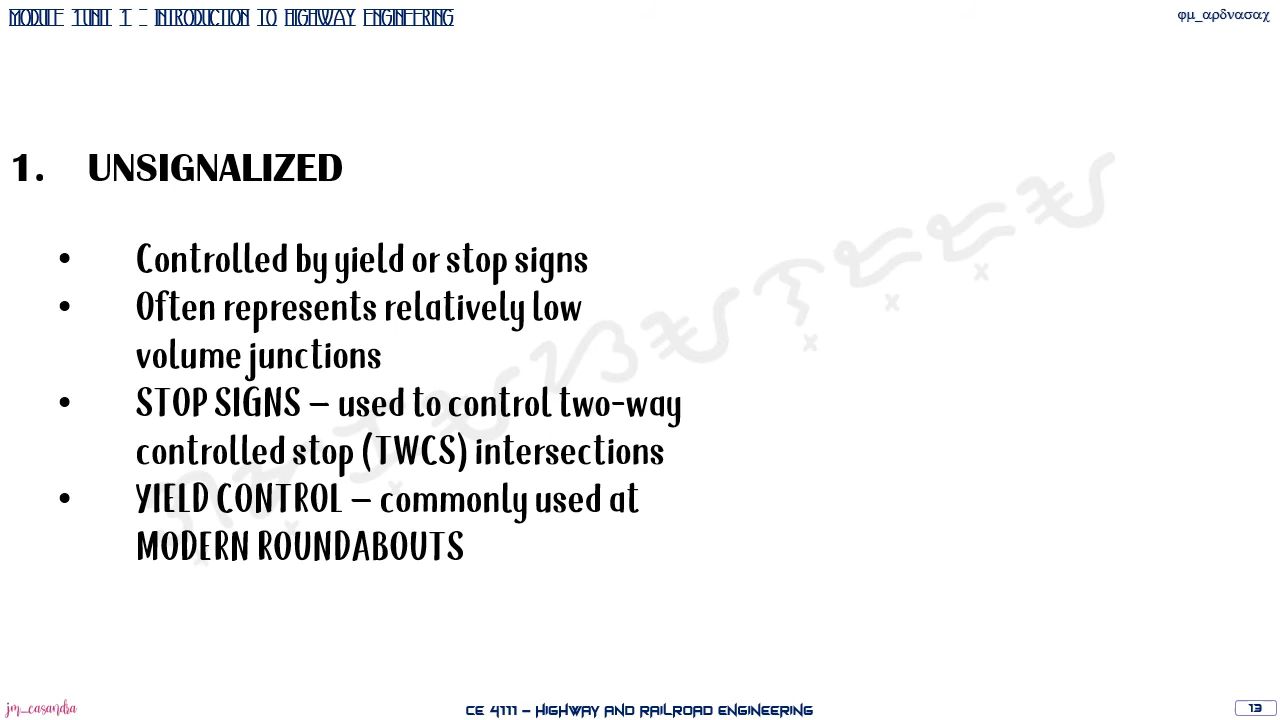 MODULE 1UNIT 1 – INTRODUCTION TO HIGHWAY ENGINEERING
φμ_αρδνασαχ
1. UNSIGNALIZED
• Controlled by yield or stop signs
• Often represents relatively low
volume junctions
• STOP SIGNS – used to control two-way
controlled stop (TWCS) intersections
• YIELD CONTROL – commonly used at
MODERN ROUNDABOUTS
jm_casandra
CE 4111 – HIGHWAY AND RAILROAD ENGINEERING
13